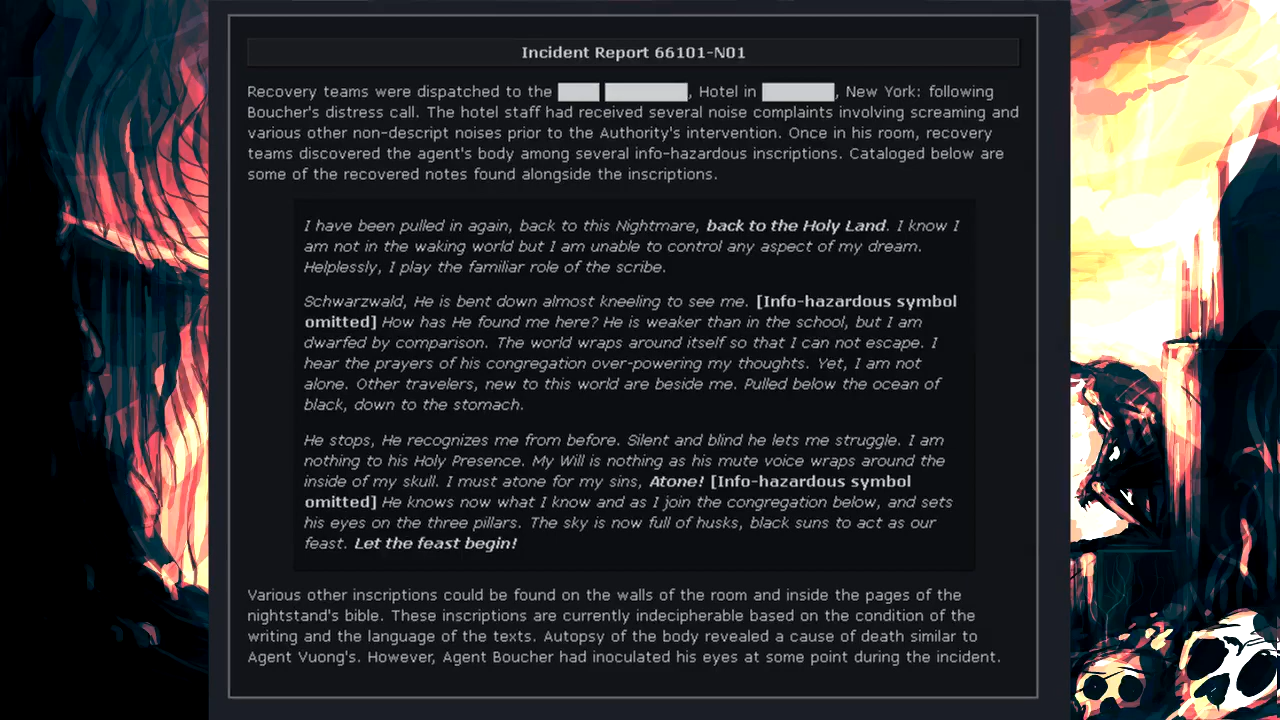 Incident Report 66101-N01
Recovery teams were dispatched to the , Hotel in , New York: following
Boucher's distress call. The hotel staff had received several noise complaints involving screaming and
various other non-descript noises prior to the Authority's intervention. Once in his room, recovery
teams discovered the agent's body among several info-hazardous inscriptions. Cataloged below are
some of the recovered notes found alongside the inscriptions.
I have been pulled in again, back to this Nightmare, back to the Holy Land. I know I
am not in the waking world but I am unable to control any aspect of my dream.
Helplessly, I play the familiar role of the scribe.
Schwarzwald, He is bent down almost kneeling to see me. [Info-hazardous symbol
omitted] How has He found me here? He is weaker than in the school, but I am
dwarfed by comparison. The world wraps around itself so that I can not escape. I
hear the prayers of his congregation over-powering my thoughts. Yet, I am not
alone. Other travelers, new to this world are beside me. Pulled below the ocean of
black, down to the stomach.
He stops, He recognizes me from before. Silent and blind he lets me struggle. I am
nothing to his Holy Presence. My Will is nothing as his mute voice wraps around the
inside of my skull. I must atone for my sins, Atone! [Info-hazardous symbol
omitted] He knows now what I know and as I join the congregation below, and sets
his eyes on the three pillars. The sky is now full of husks, black suns to act as our
feast. Let the feast begin!
Various other inscriptions could be found on the walls of the room and inside the pages of the
nightstand's bible. These inscriptions are currently indecipherable based on the condition of the
writing and the language of the texts. Autopsy of the body revealed a cause of death similar to
Agent Vuong's. However, Agent Boucher had inoculated his eyes at some point during the incident.